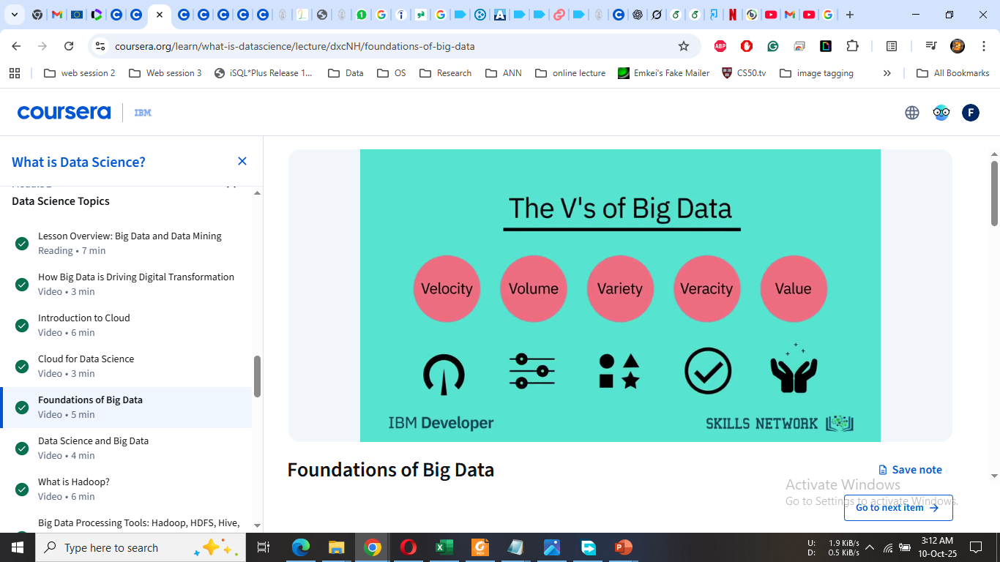 coursera.org/learn/what-is-datascience/lecture/dxcNH/foundations-of-big-data
web session 2
Web session 3
iSQL*Plus Release 1...
Data
OS
Research
ANN
online lecture
Emkei's Fake Mailer
CS50.tv
image tagging
»
All Bookmarks
coursera
IBM
F
What is Data Science?
Data Science Topics
Lesson Overview: Big Data and Data Mining
Reading • 7 min
How Big Data is Driving Digital Transformation
Video • 3 min
Introduction to Cloud
Video • 6 min
Cloud for Data Science
Video • 3 min
Foundations of Big Data
Video • 5 min
Data Science and Big Data
Video • 4 min
What is Hadoop?
Video • 6 min
Big Data Processing Tools: Hadoop, HDFS, Hive,
The V's of Big Data
Velocity
Volume
Variety
Veracity
Value
IBM Developer
SKILLS NETWORK
Foundations of Big Data
Save note
Activate Windows
Go to Settings to activate Windows.
Go to next item
Type here to search
U: 1.9 KiB/s
D: 0.5 KiB/s
3:12 AM
10-Oct-25